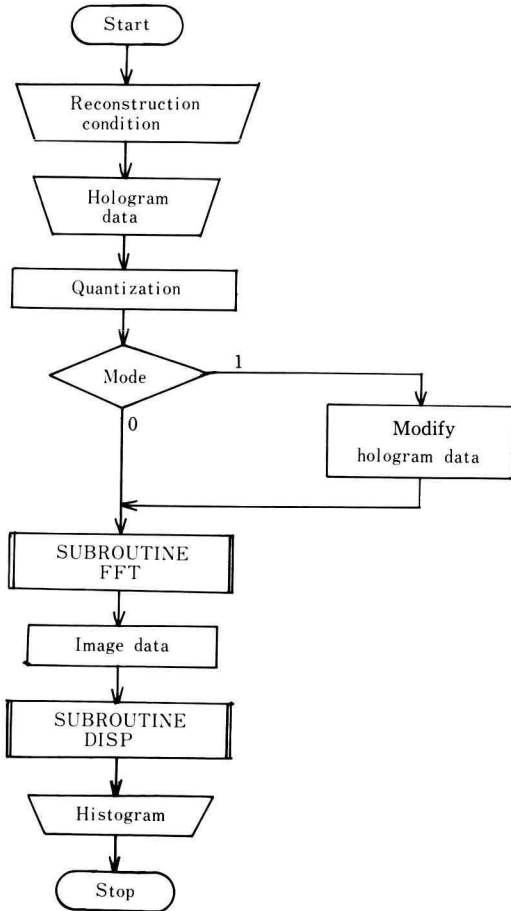 Start
Reconstruction
condition
Hologram
data
Quantization
Mode
1
0
Modify
hologram data
SUBROUTINE
FFT
Image data
SUBROUTINE
DISP
Histogram
Stop